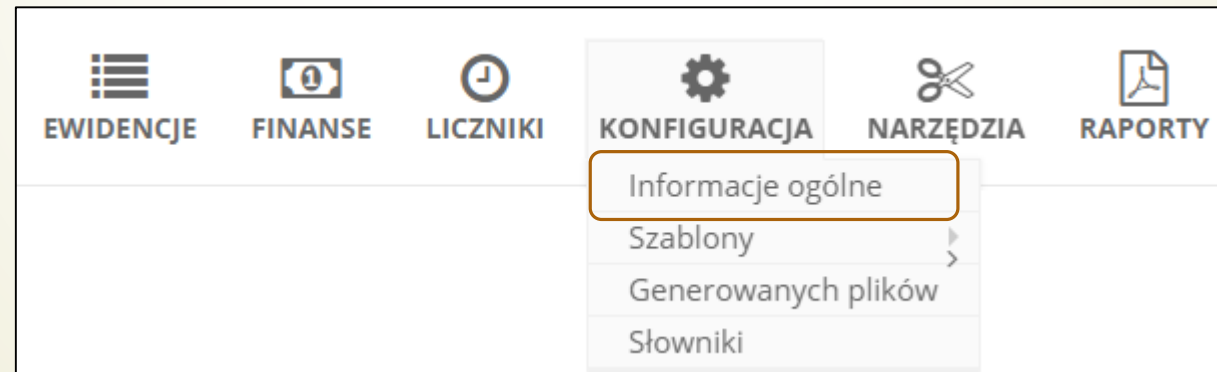 EWIDENCJE FINANSE LICZNIKI KONFIGURACJA NARZĘDZIA RAPORTY
Informacje ogólne
Szablony
Generowanych plików
Słowniki